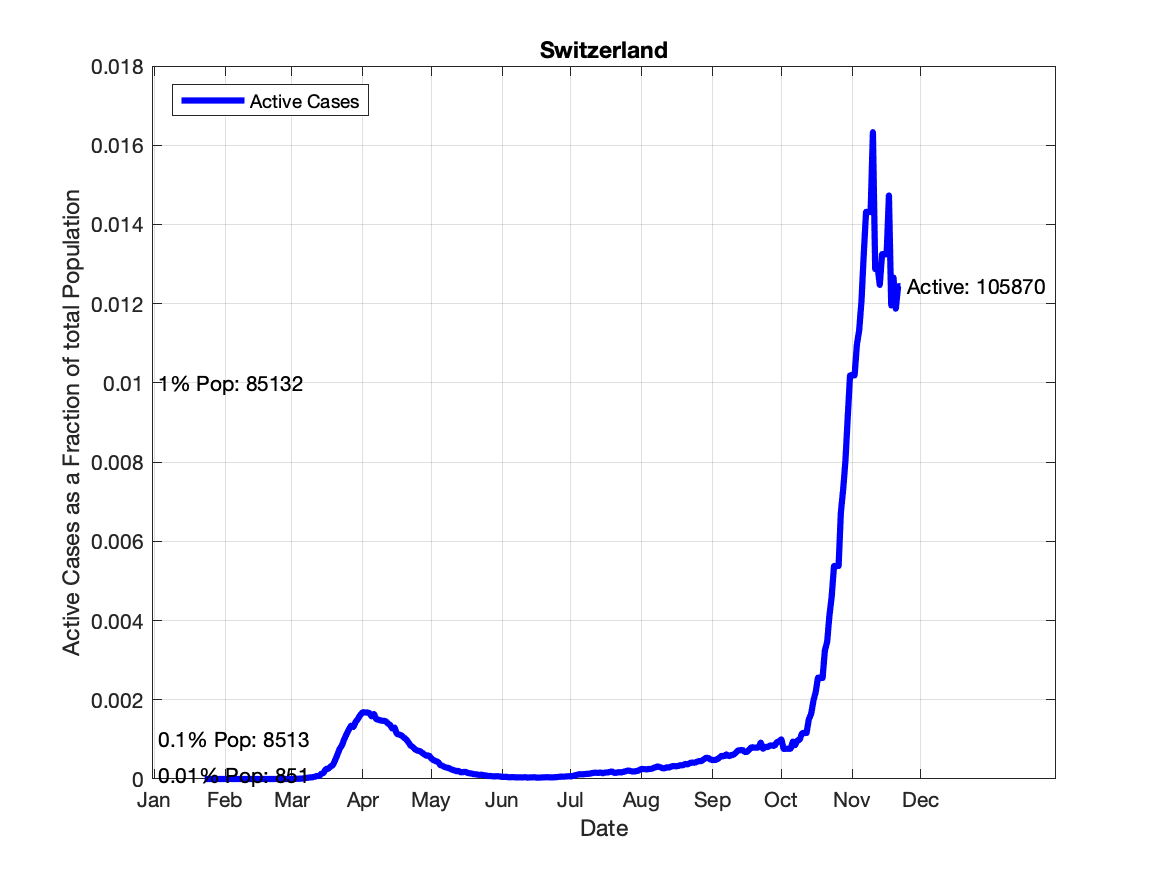 Switzerland
Active Cases
Active Cases as a Fraction of total Population
0.018
0.016
0.014
0.012
0.01
0.008
0.006
0.004
0.002
0
Active: 105870
1% Pop: 85132
0.1% Pop: 8513
0.01% Pop: 851
Jan Feb Mar Apr May Jun Jul Aug Sep Oct Nov Dec
Date